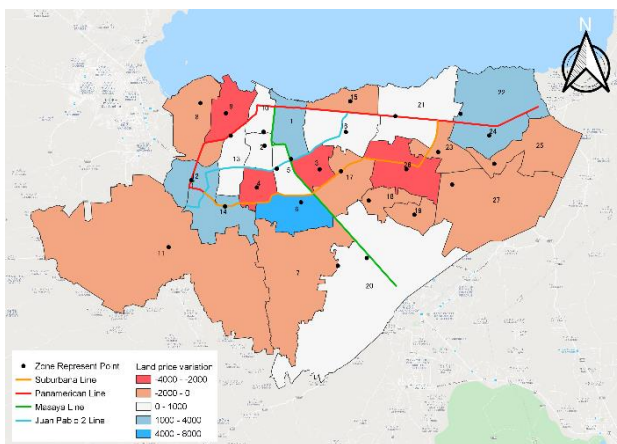 N
22
15
21
8
9
10
1
6
24
2
23
25
13
5
3
26
17
12
4
27
14
18
6
19
11
7
20
Zone Represent Point
Suburbana Line
Panamerican Line
Masaya Line
Juan Pablo 2 Line
Land price variation
-4000 - -2000
-2000 - 0
0 - 1000
1000 - 4000
4000 - 8000